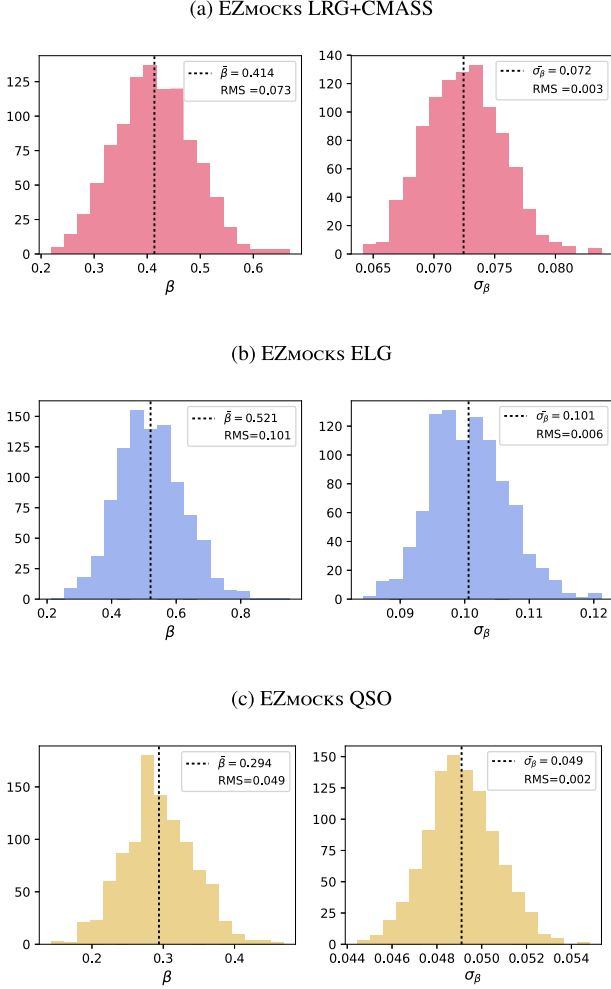 (a) EZMOCKS LRG+CMASS
β̄ = 0.414
RMS =0.073
0
25
50
75
100
125
0.2 0.3 0.4 0.5 0.6
β
σ̄β = 0.072
RMS =0.003
0
20
40
60
80
100
120
140
0.065 0.070 0.075 0.080
σβ
(b) EZMOCKS ELG
β̄ = 0.521
RMS=0.101
0
25
50
75
100
125
150
0.2 0.4 0.6 0.8
β
σ̄β = 0.101
RMS=0.006
0
20
40
60
80
100
120
0.09 0.10 0.11 0.12
σβ
(c) EZMOCKS QSO
β̄ = 0.294
RMS=0.049
0
50
100
150
0.2 0.3 0.4
β
σ̄β = 0.049
RMS=0.002
0
25
50
75
100
125
150
0.044 0.046 0.048 0.050 0.052 0.054
σβ